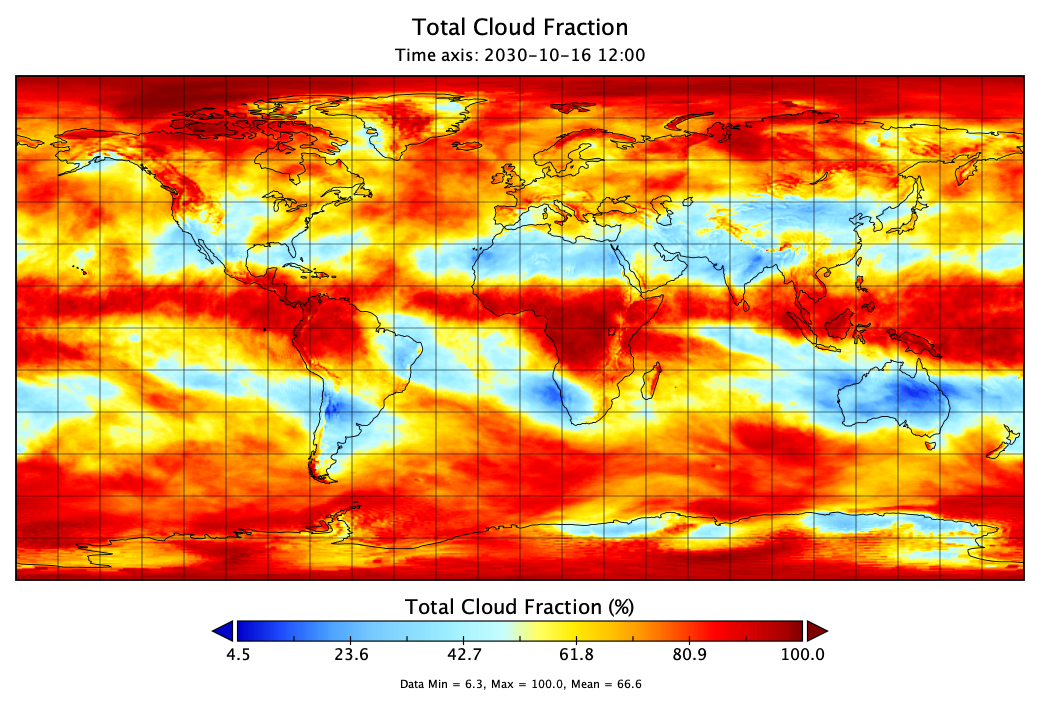 Total Cloud Fraction
Time axis: 2030-10-16 12:00
Total Cloud Fraction (%)
4.5 23.6 42.7 61.8 80.9 100.0
Data Min = 6.3, Max = 100.0, Mean = 66.6